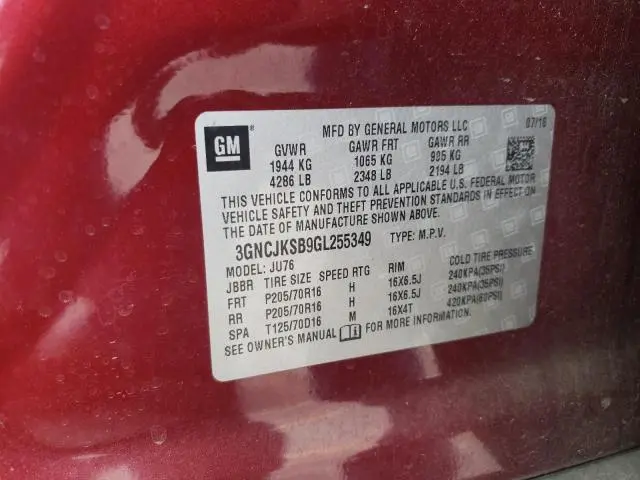 GM ®
MFD BY GENERAL MOTORS LLC 07/16
GVWR GAWR FRT GAWR RR
1944 KG 1065 KG 995 KG
4286 LB 2348 LB 2194 LB
THIS VEHICLE CONFORMS TO ALL APPLICABLE U.S. FEDERAL MOTOR
VEHICLE SAFETY AND THEFT PREVENTION STANDARDS IN EFFECT ON
THE DATE OF MANUFACTURE SHOWN ABOVE.
3GNCJKSB9GL255349 TYPE: M.P.V.
MODEL: JU76
JBBR TIRE SIZE SPEED RTG RIM COLD TIRE PRESSURE
FRT P205/70R16 H 16X6.5J 240KPA(35PSI)
RR P205/70R16 H 16X6.5J 240KPA(35PSI)
SPA T125/70D16 M 16X4T 420KPA(60PSI)
SEE OWNER'S MANUAL FOR MORE INFORMATION.